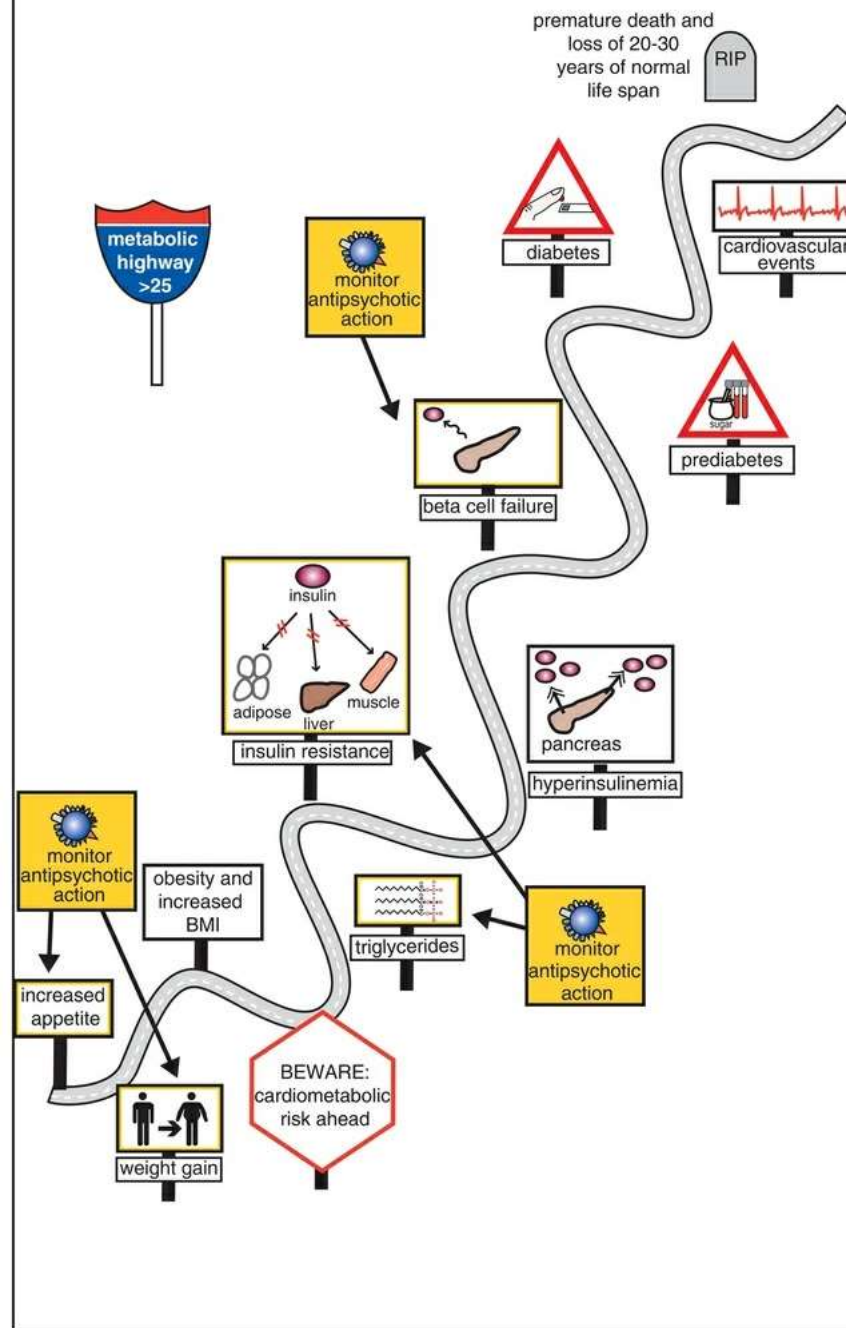 premature death and
loss of 20-30
years of normal
life span
RIP
metabolic
highway
>25
monitor
antipsychotic
action
diabetes
cardiovascular
events
sugar
prediabetes
beta cell failure
insulin
adipose
liver
muscle
insulin resistance
pancreas
hyperinsulinemia
monitor
antipsychotic
action
obesity and
increased
BMI
triglycerides
monitor
antipsychotic
action
increased
appetite
BEWARE:
cardiometabolic
risk ahead
weight gain